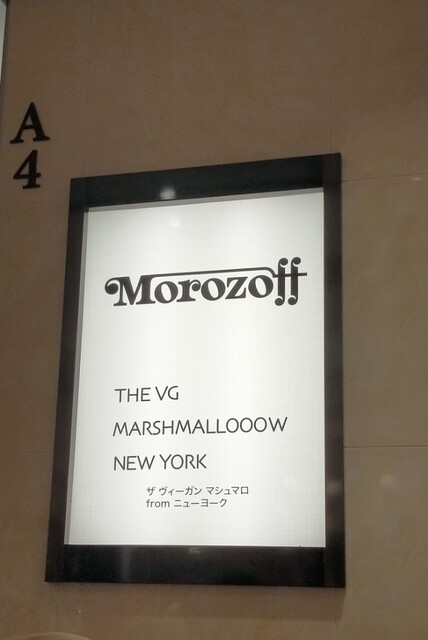 A
4
Morozoff
THE VG
MARSHMALLOOOW
NEW YORK
ザ ヴィーガン マシュマロ
from ニューヨーク